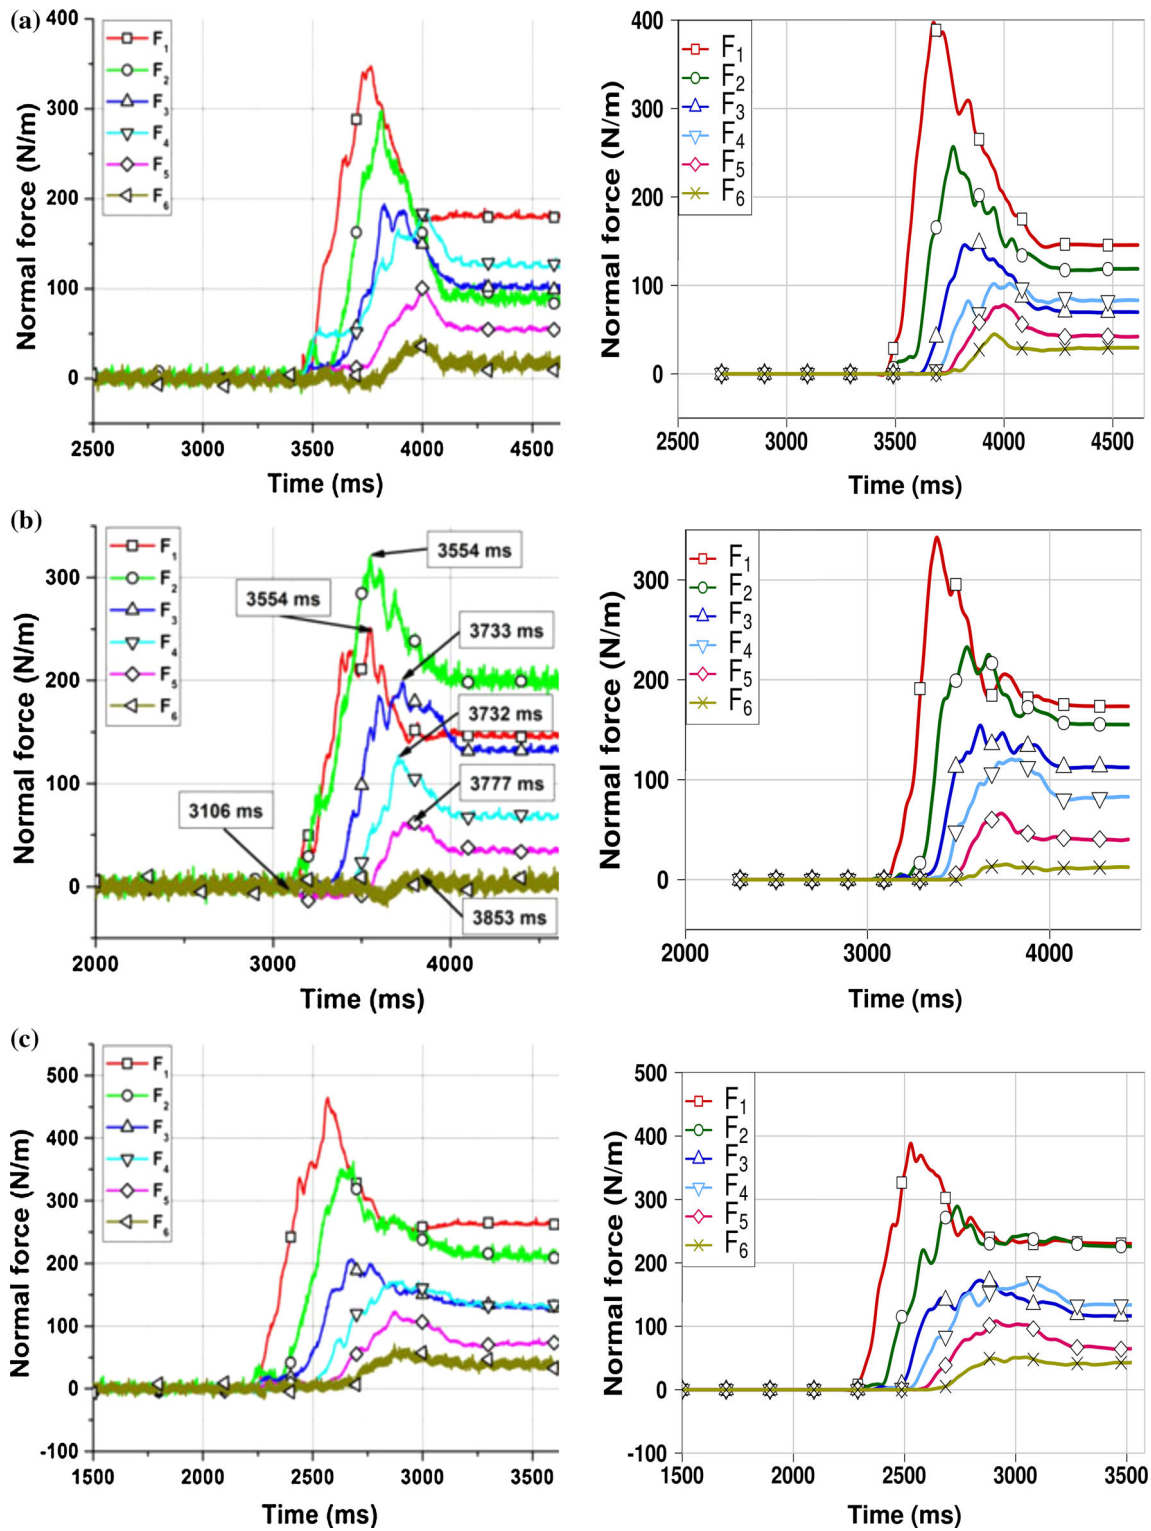 (a)
400
300
200
100
0
Normal force (N/m)
F1
F2
F3
F4
F5
F6
2500 3000 3500 4000 4500
Time (ms)
400
300
200
100
0
Normal force (N/m)
F1
F2
F3
F4
F5
F6
2500 3000 3500 4000 4500
Time (ms)
(b)
300
200
100
0
Normal force (N/m)
F1
F2
F3
F4
F5
F6
3554 ms
3554 ms
3733 ms
3732 ms
3777 ms
3106 ms
3853 ms
2000 3000 4000
Time (ms)
300
200
100
0
Normal force (N/m)
F1
F2
F3
F4
F5
F6
2000 3000 4000
Time (ms)
(c)
500
400
300
200
100
0
-100
Normal force (N/m)
F1
F2
F3
F4
F5
F6
1500 2000 2500 3000 3500
Time (ms)
500
400
300
200
100
0
-100
Normal force (N/m)
F1
F2
F3
F4
F5
F6
1500 2000 2500 3000 3500
Time (ms)